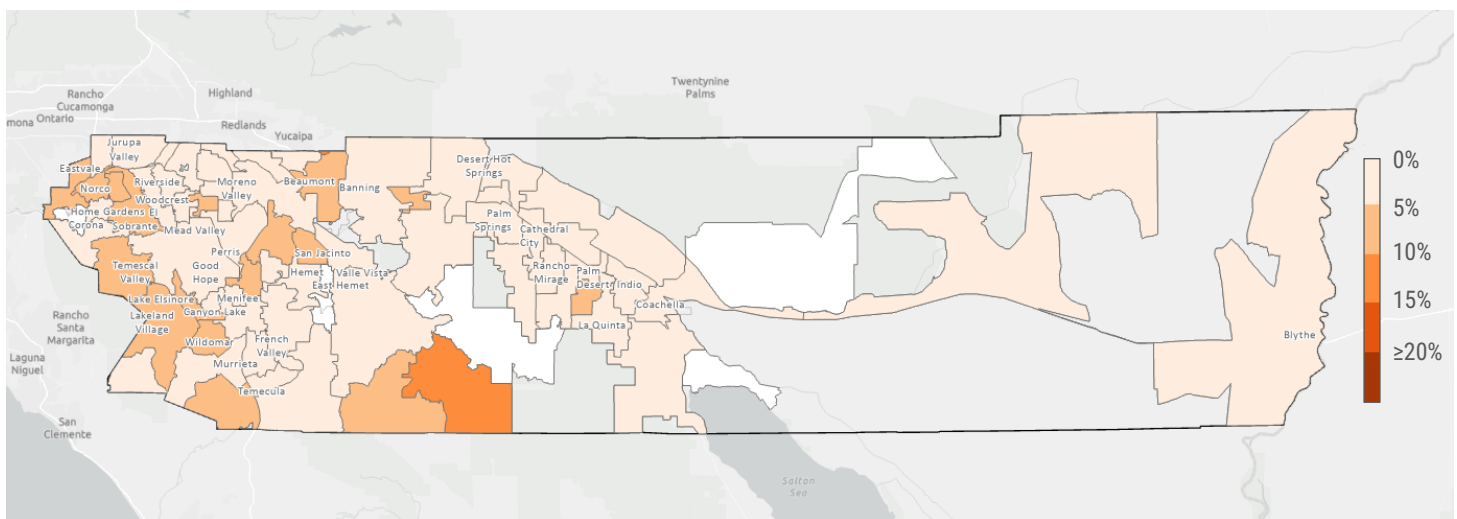 Twentynine
Palms
Rancho
Cucamonga
Highland
mona
Ontario
Redlands
Yucaipa
Jurupa
Valley
0%
Desert Hot
Springs
Eastvale
Norco
Riverside
Moreno
Valley
Beaumont
Banning
Woodcrest
5%
Home Gardens
El
Sobrante
Corona
Mead Valley
Palm
Springs
Cathedral
City
10%
Perris
San Jacinto
Temescal
Valley
Good
Hope
Hemet
Valle Vista
East Hemet
Rancho
Mirage
Palm
Desert
Indio
15%
Lake Elsinore
Menifee
Canyon Lake
Coachella
Lakeland
Village
Rancho
Santa
Margarita
La Quinta
Blythe
Wildomar
French
Valley
≥20%
Laguna
Niguel
Murrieta
Temecula
San
Clemente
Salton
Sea